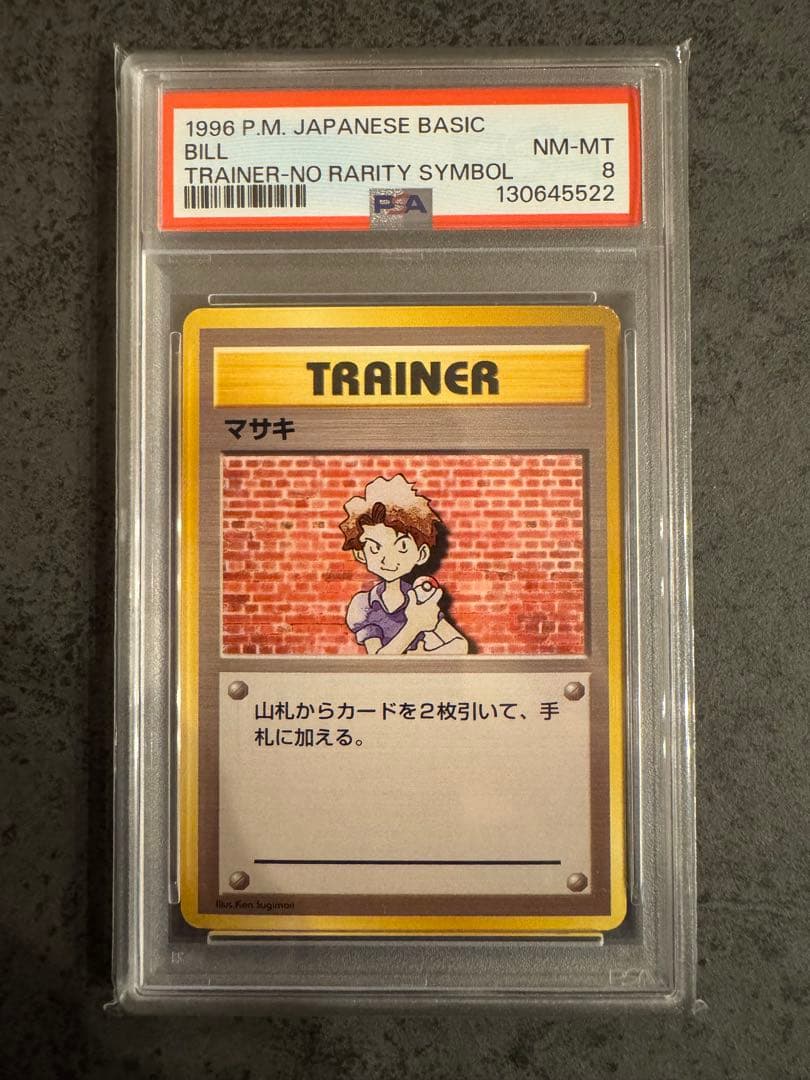 1996 P.M. JAPANESE BASIC
BILL NM-MT
TRAINER-NO RARITY SYMBOL 8
PSA 130645522
TRAINER
マサキ
山札からカードを2枚引いて、手
札に加える。
Illus. Ken Sugimori
PSA